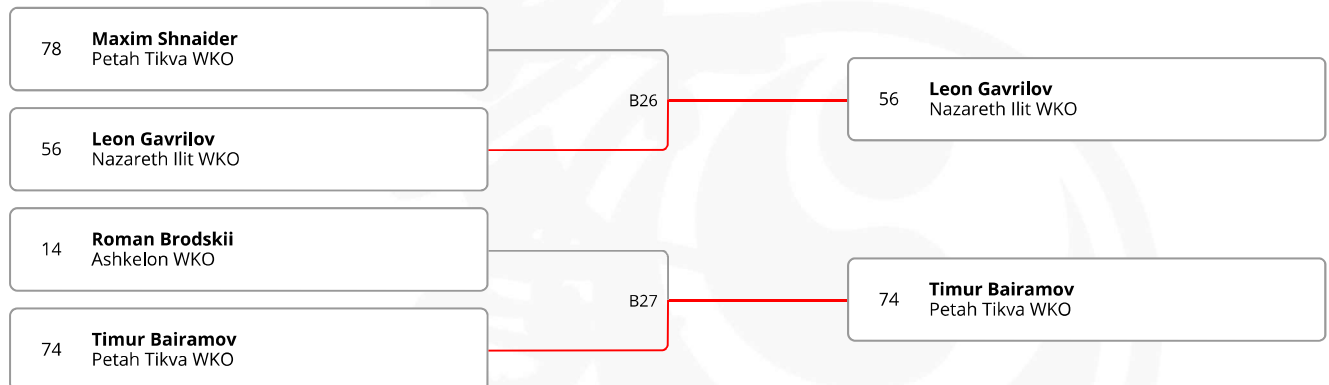 78
Maxim Shnaider
Petah Tikva WKO
56
Leon Gavrilov
Nazareth Ilit WKO
B26
56
Leon Gavrilov
Nazareth Ilit WKO
14
Roman Brodskii
Ashkelon WKO
74
Timur Bairamov
Petah Tikva WKO
B27
74
Timur Bairamov
Petah Tikva WKO